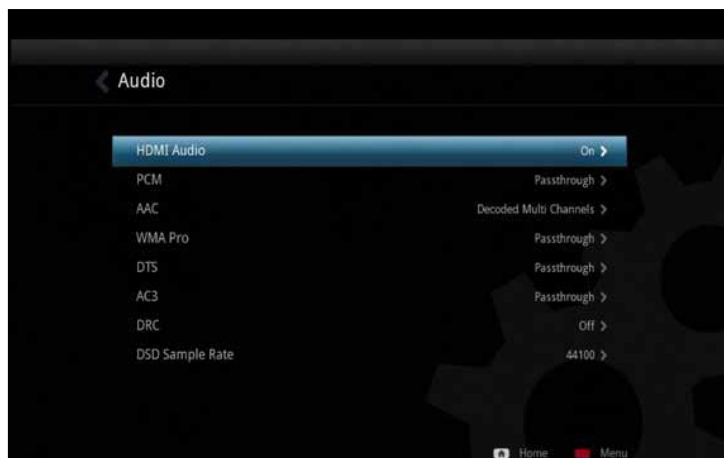 Audio
HDMI Audio On
PCM Passthrough
AAC Decoded Multi Channels
WMA Pro Passthrough
DTS Passthrough
AC3 Passthrough
DRC Off
DSD Sample Rate 44100
Home Menu